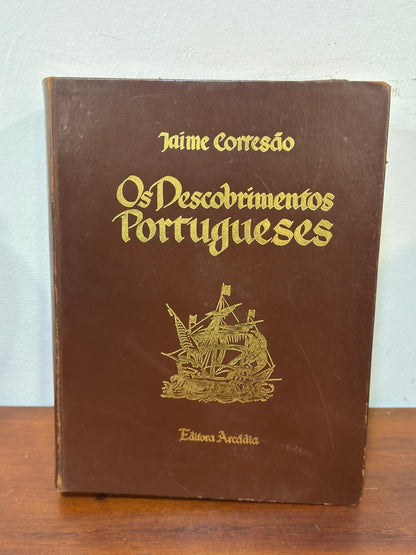 Jaime Cortesão
Os Descobrimentos
Portugueses
Editora Arcádia